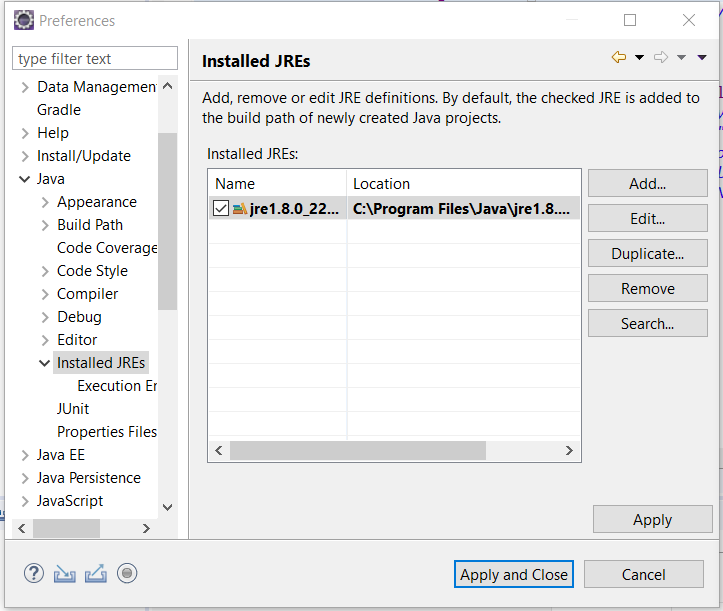 Preferences
type filter text
Data Management
Gradle
Help
Install/Update
Java
Appearance
Build Path
Code Coverage
Code Style
Compiler
Debug
Editor
Installed JREs
Execution En
JUnit
Properties Files
Java EE
Java Persistence
JavaScript
Installed JREs
Add, remove or edit JRE definitions. By default, the checked JRE is added to
the build path of newly created Java projects.
Installed JREs:
Name Location
jre1.8.0_22... C:\Program Files\Java\jre1.8....
Add...
Edit...
Duplicate...
Remove
Search...
Apply
Apply and Close Cancel